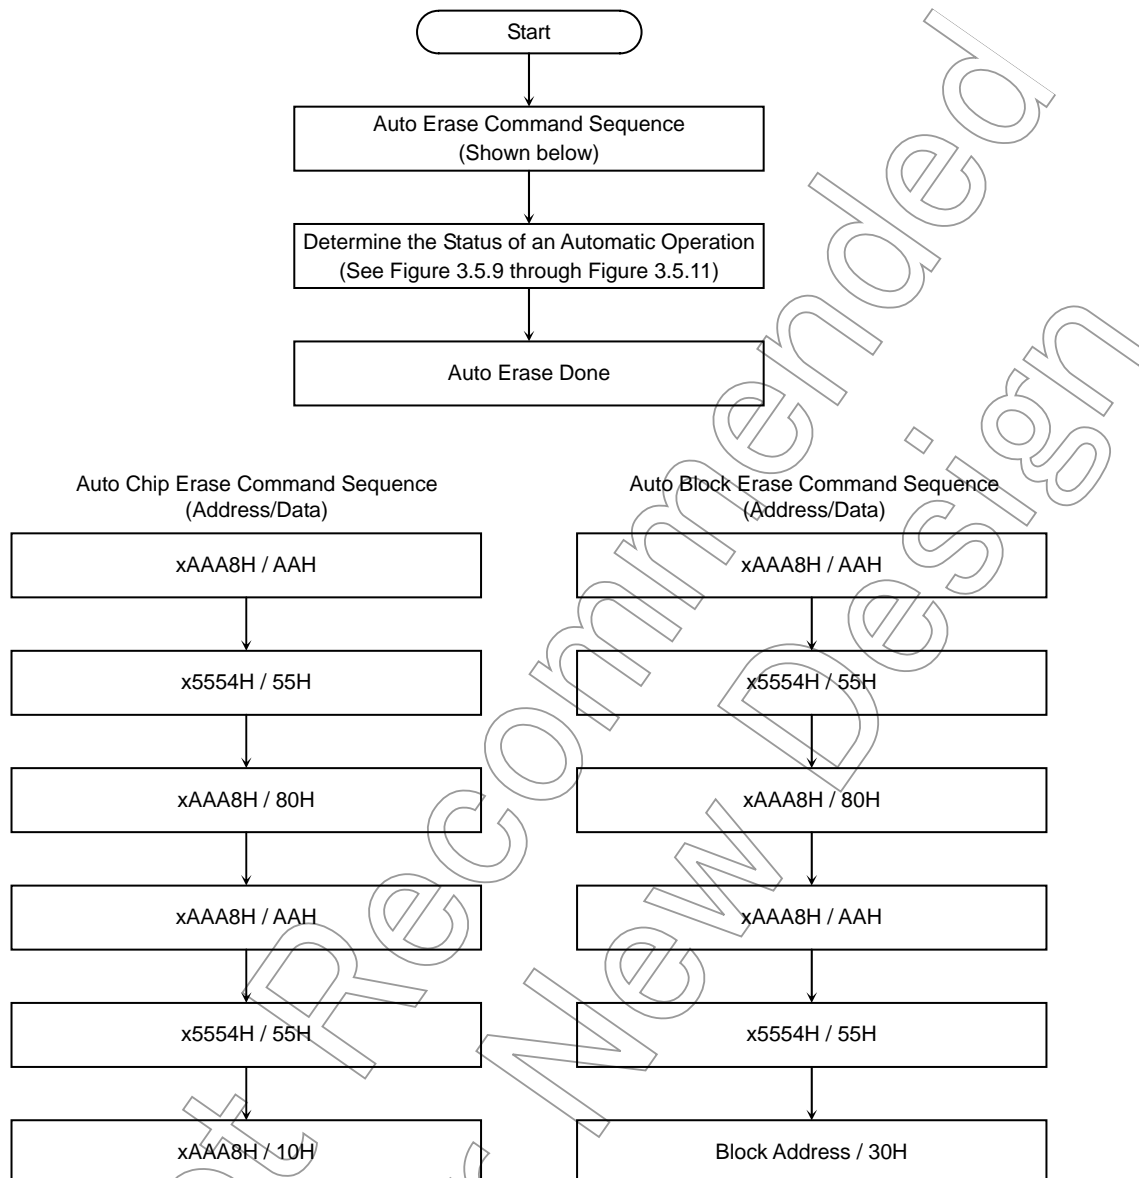 Start
Auto Erase Command Sequence
(Shown below)
Determine the Status of an Automatic Operation
(See Figure 3.5.9 through Figure 3.5.11)
Auto Erase Done
Auto Chip Erase Command Sequence
(Address/Data)
xAAA8H / AAH
x5554H / 55H
xAAA8H / 80H
xAAA8H / AAH
x5554H / 55H
xAAA8H / 10H
Auto Block Erase Command Sequence
(Address/Data)
xAAA8H / AAH
x5554H / 55H
xAAA8H / 80H
xAAA8H / AAH
x5554H / 55H
Block Address / 30H
Recommended
New Design